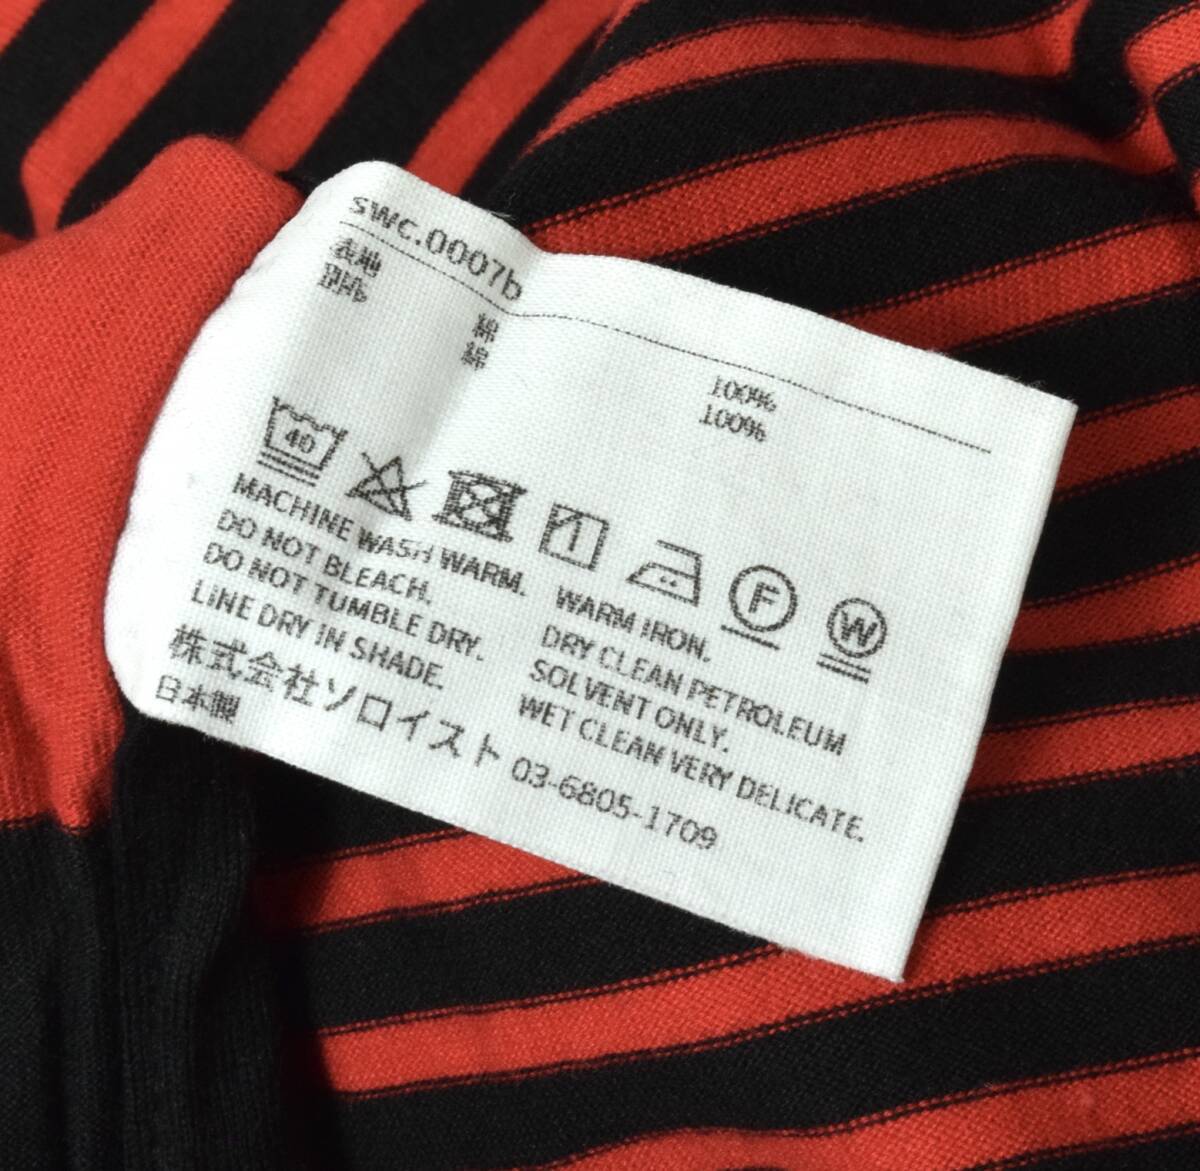 swc.0007b
表地 綿 100%
別地 綿 100%
40
F
W
MACHINE WASH WARM.
DO NOT BLEACH.
DO NOT TUMBLE DRY.
LINE DRY IN SHADE.
WARM IRON.
DRY CLEAN PETROLEUM
SOLVENT ONLY.
WET CLEAN VERY DELICATE.
株式会社ソロイスト 03-6805-1709
日本製